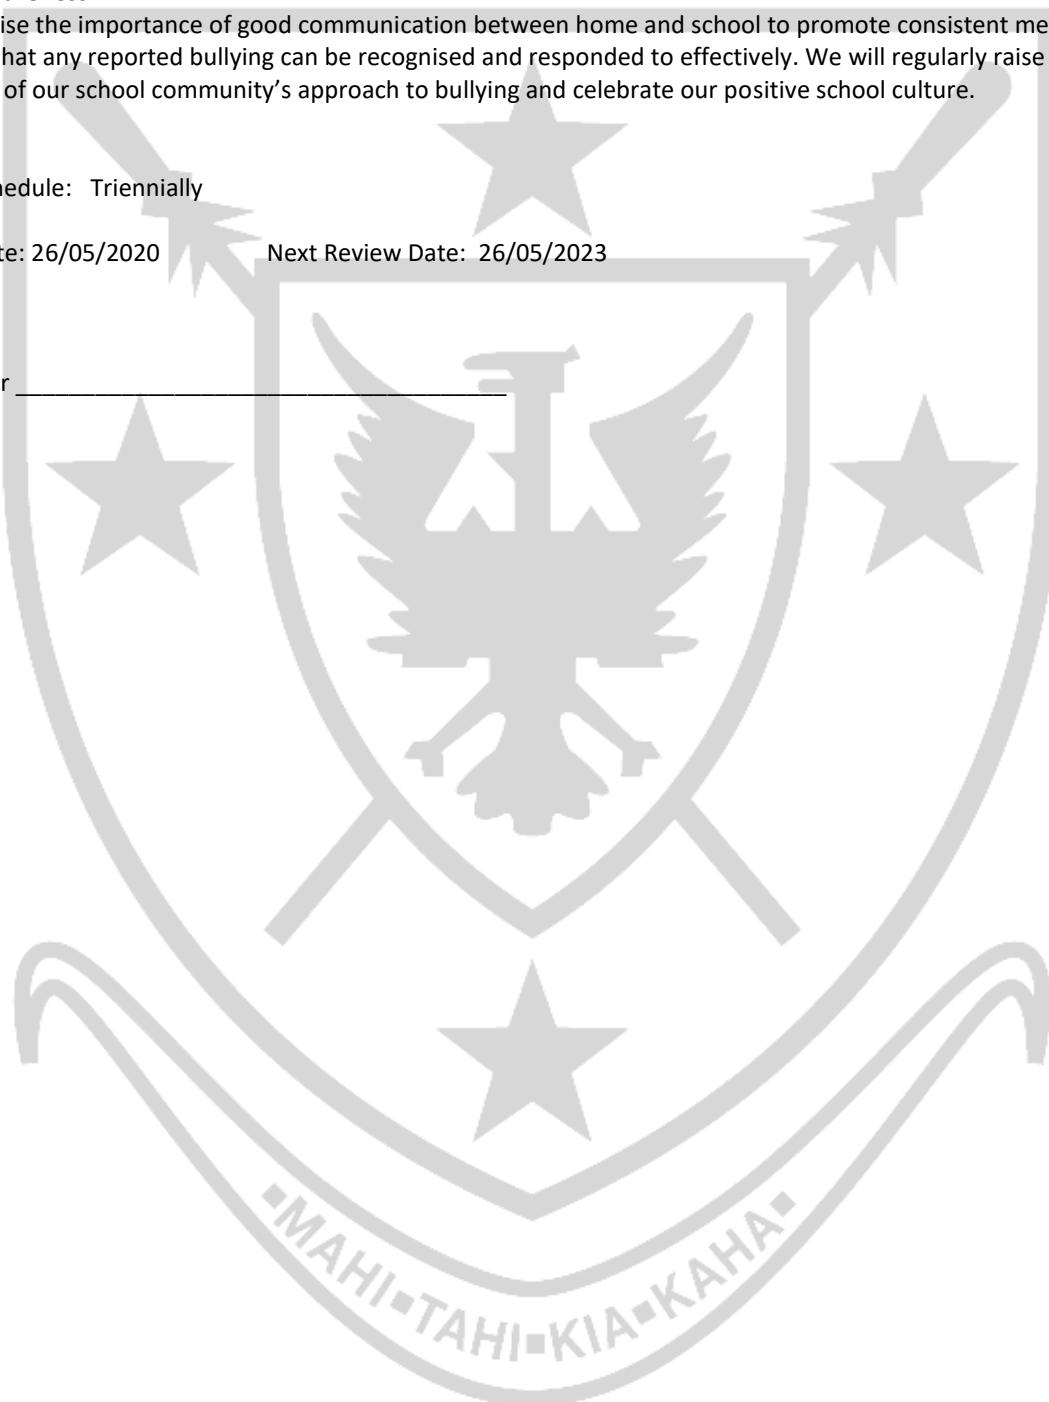 ise the importance of good communication between home and school to promote consistent me
hat any reported bullying can be recognised and responded to effectively. We will regularly raise
of our school community's approach to bullying and celebrate our positive school culture.
hedule: Triennially
te: 26/05/2020 Next Review Date: 26/05/2023
r ______________________________________
▪MAHI▪TAHI▪KIA▪KAHA▪